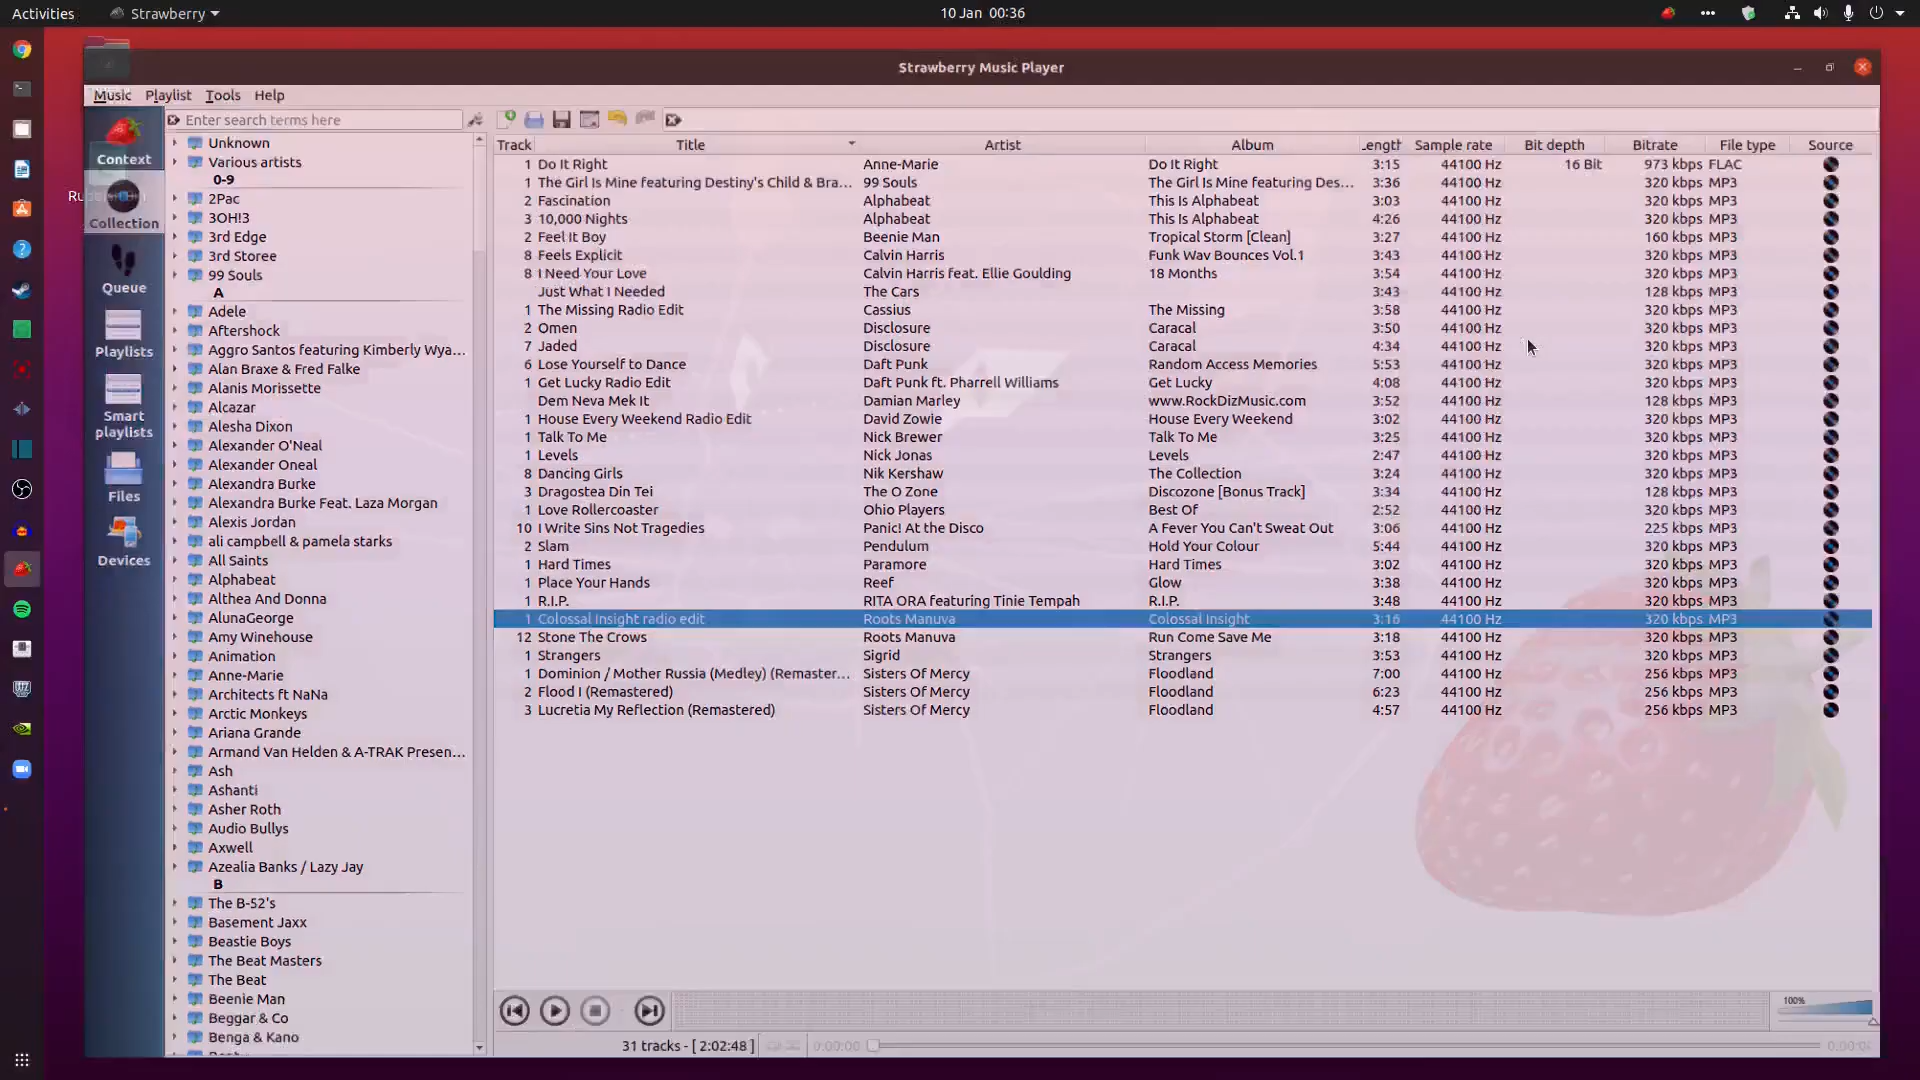 Activities Strawberry 10 Jan 00:36
Strawberry Music Player
Music Playlist Tools Help
Enter search terms here
Context
Collection
Queue
Playlists
Smart playlists
Files
Devices
Unknown
Various artists
0-9
2Pac
3OH!3
3rd Edge
3rd Storee
99 Souls
A
Adele
Aftershock
Aggro Santos featuring Kimberly Wya...
Alan Braxe & Fred Falke
Alanis Morissette
Alcazar
Alesha Dixon
Alexander O'Neal
Alexander Oneal
Alexandra Burke
Alexandra Burke Feat. Laza Morgan
Alexis Jordan
ali campbell & pamela starks
All Saints
Alphabeat
Althea And Donna
AlunaGeorge
Amy Winehouse
Animation
Anne-Marie
Architects ft NaNa
Arctic Monkeys
Ariana Grande
Armand Van Helden & A-TRAK Presen...
Ash
Ashanti
Asher Roth
Audio Bullys
Axwell
Azealia Banks / Lazy Jay
B
The B-52's
Basement Jaxx
Beastie Boys
The Beat Masters
The Beat
Beenie Man
Beggar & Co
Benga & Kano
Track Title Artist Album Length Sample rate Bit depth Bitrate File type Source
1 Do It Right Anne-Marie Do It Right 3:15 44100 Hz 16 Bit 973 kbps FLAC
1 The Girl Is Mine featuring Destiny's Child & Bra... 99 Souls The Girl Is Mine featuring Des... 3:36 44100 Hz 320 kbps MP3
2 Fascination Alphabeat This Is Alphabeat 3:03 44100 Hz 320 kbps MP3
3 10,000 Nights Alphabeat This Is Alphabeat 4:26 44100 Hz 320 kbps MP3
2 Feel It Boy Beenie Man Tropical Storm [Clean] 3:27 44100 Hz 160 kbps MP3
8 Feels Explicit Calvin Harris Funk Wav Bounces Vol.1 3:43 44100 Hz 320 kbps MP3
8 I Need Your Love Calvin Harris feat. Ellie Goulding 18 Months 3:54 44100 Hz 320 kbps MP3
Just What I Needed The Cars 3:43 44100 Hz 128 kbps MP3
1 The Missing Radio Edit Cassius The Missing 3:58 44100 Hz 320 kbps MP3
2 Omen Disclosure Caracal 3:50 44100 Hz 320 kbps MP3
7 Jaded Disclosure Caracal 4:34 44100 Hz 320 kbps MP3
6 Lose Yourself to Dance Daft Punk Random Access Memories 5:53 44100 Hz 320 kbps MP3
1 Get Lucky Radio Edit Daft Punk ft. Pharrell Williams Get Lucky 4:08 44100 Hz 320 kbps MP3
Dem Neva Mek It Damian Marley www.RockDizMusic.com 3:52 44100 Hz 128 kbps MP3
1 House Every Weekend Radio Edit David Zowie House Every Weekend 3:02 44100 Hz 320 kbps MP3
1 Talk To Me Nick Brewer Talk To Me 3:25 44100 Hz 320 kbps MP3
1 Levels Nick Jonas Levels 2:47 44100 Hz 320 kbps MP3
8 Dancing Girls Nik Kershaw The Collection 3:24 44100 Hz 320 kbps MP3
3 Dragostea Din Tei The O Zone Discozone [Bonus Track] 3:34 44100 Hz 128 kbps MP3
1 Love Rollercoaster Ohio Players Best Of 2:52 44100 Hz 320 kbps MP3
10 I Write Sins Not Tragedies Panic! At the Disco A Fever You Can't Sweat Out 3:06 44100 Hz 225 kbps MP3
2 Slam Pendulum Hold Your Colour 5:44 44100 Hz 320 kbps MP3
1 Hard Times Paramore Hard Times 3:02 44100 Hz 320 kbps MP3
1 Place Your Hands Reef Glow 3:38 44100 Hz 320 kbps MP3
1 R.I.P. RITA ORA featuring Tinie Tempah R.I.P. 3:48 44100 Hz 320 kbps MP3
1 Colossal Insight radio edit Roots Manuva Colossal Insight 3:16 44100 Hz 320 kbps MP3
12 Stone The Crows Roots Manuva Run Come Save Me 3:18 44100 Hz 320 kbps MP3
1 Strangers Sigrid Strangers 3:53 44100 Hz 320 kbps MP3
1 Dominion / Mother Russia (Medley) (Remaster... Sisters Of Mercy Floodland 7:00 44100 Hz 256 kbps MP3
2 Flood I (Remastered) Sisters Of Mercy Floodland 6:23 44100 Hz 256 kbps MP3
3 Lucretia My Reflection (Remastered) Sisters Of Mercy Floodland 4:57 44100 Hz 256 kbps MP3
100%
31 tracks - [ 2:02:48 ] 0:00:00